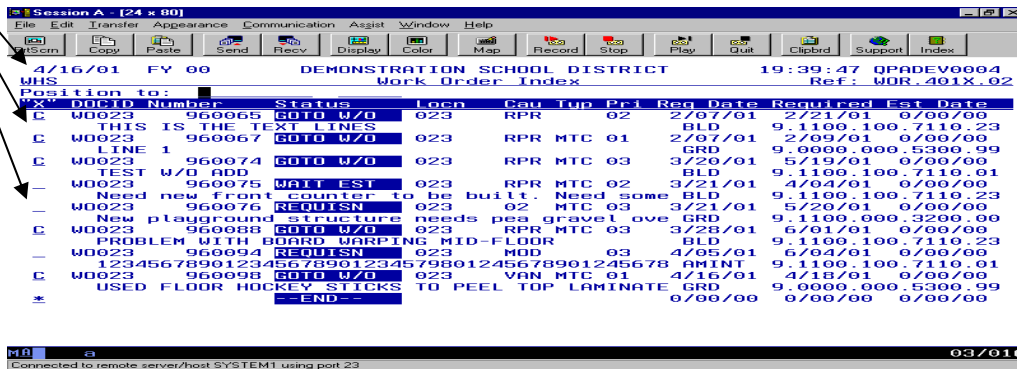 Session A - [24 x 80]
File Edit Transfer Appearance Communication Assist Window Help
PrtScrn Copy Paste Send Recv Display Color Map Record Stop Play Quit Clipbrd Support Index
4/16/01 FY 00 DEMONSTRATION SCHOOL DISTRICT 19:39:47 QPADEV0004
WHS Work Order Index Ref: WOR.401X.02
Position to:
"X" DOCID Number Status Locn Cau Typ Pri Req Date Required Est Date
C WO023 960065 GOTO W/O 023 RPR 02 2/07/01 2/21/01 0/00/00
THIS IS THE TEXT LINES BLD 9.1100.100.7110.23
C WO023 960067 GOTO W/O 023 RPR MTC 01 2/07/01 2/09/01 0/00/00
LINE 1 GRD 9.0000.000.5300.99
C WO023 960074 GOTO W/O 023 RPR MTC 03 3/20/01 5/19/01 0/00/00
TEST W/O ADD BLD 9.1100.100.7110.01
_ WO023 960075 WAIT EST 023 RPR MTC 02 3/21/01 4/04/01 0/00/00
Need new front counter to be built. Need some BLD 9.1100.100.7110.23
_ WO023 960076 REQUISN 023 02 MTC 03 3/21/01 5/20/01 0/00/00
New playground structure needs pea gravel ove GRD 9.1100.000.3200.00
C WO023 960088 GOTO W/O 023 RPR MTC 03 3/28/01 6/01/01 0/00/00
PROBLEM WITH BOARD WARPING MID-FLOOR BLD 9.1100.100.7110.23
_ WO023 960094 REQUISN 023 MOD 03 4/05/01 6/04/01 0/00/00
123456789012345678901234579801245678901245678 AMINT 9.1100.100.7110.01
C WO023 960098 GOTO W/O 023 VAN MTC 01 4/16/01 4/18/01 0/00/00
USED FLOOR HOCKEY STICKS TO PEEL TOP LAMINATE GRD 9.0000.000.5300.99
* --END-- 0/00/00 0/00/00 0/00/00
MA a 03/016
Connected to remote server/host SYSTEM1 using port 23